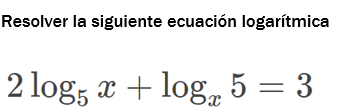 Resolver la siguiente ecuación logarítmica
2 log₅ x + logₓ 5 = 3